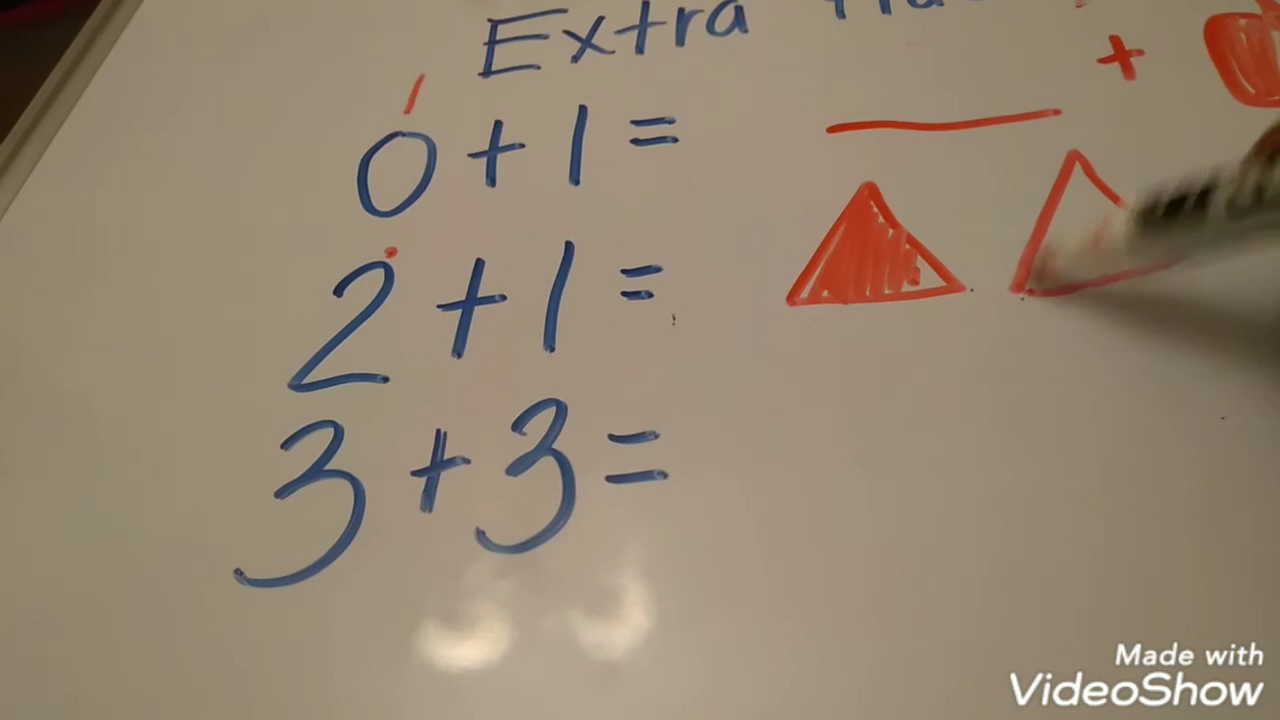 Extra
0 + 1 =
2 + 1 =
3 + 3 =
+
Made with
VideoShow